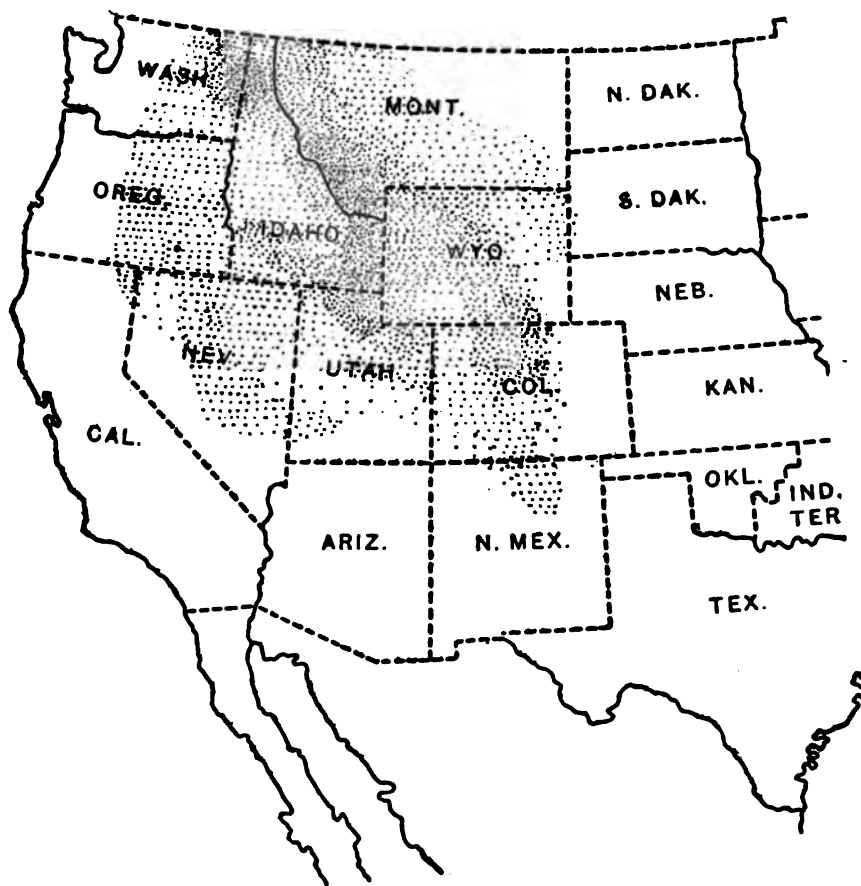 WASH.
MONT.
N. DAK.
OREG.
IDAHO
WYO.
S. DAK.
NEB.
NEV.
UTAH
COL.
KAN.
CAL.
OKL.
IND.
TER
ARIZ.
N. MEX.
TEX.